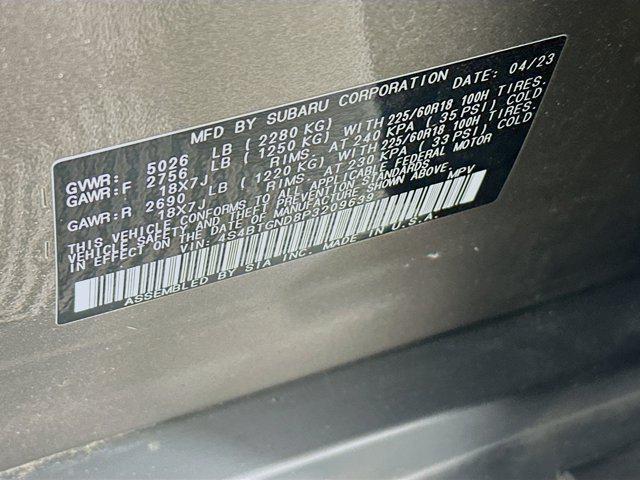 MFD BY SUBARU CORPORATION DATE: 04/23
GVWR: 5026 LB (2280 KG)
GAWR:F 2756 LB (1250 KG) WITH 225/60R18 100H TIRES.
18X7J RIMS. AT 240 KPA (35 PSI) COLD
GAWR:R 2690 LB (1220 KG) WITH 225/60R18 100H TIRES.
18X7J RIMS. AT 230 KPA (33 PSI) COLD
THIS VEHICLE CONFORMS TO ALL APPLICABLE FEDERAL MOTOR
VEHICLE SAFETY AND THEFT PREVENTION STANDARDS
IN EFFECT ON THE DATE OF MANUFACTURE SHOWN ABOVE.
VIN: 4S4BTGND8P3209639 MPV
ASSEMBLED BY SIA INC. MADE IN U.S.A.